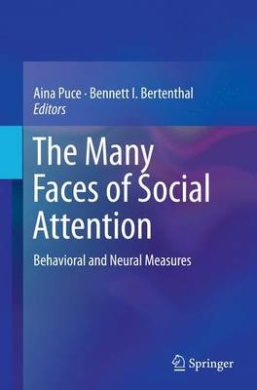 Aina Puce · Bennett I. Bertenthal
Editors
The Many
Faces of Social
Attention
Behavioral and Neural Measures
Springer